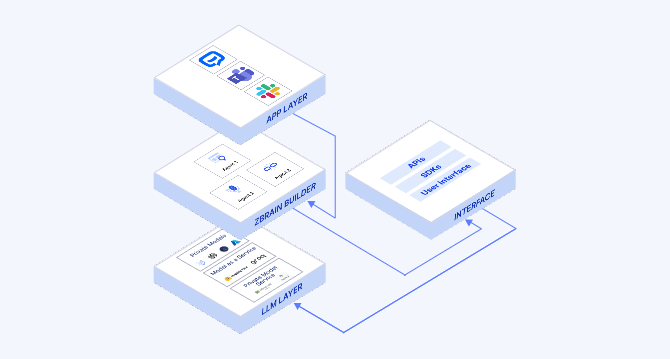 APP LAYER
Agent 1
Agent 2
Agent 3
ZBRAIN BUILDER
APIs
SDKs
User interface
INTERFACE
Private Models
Model as a Service
groq
Private Model
Service
LLM LAYER